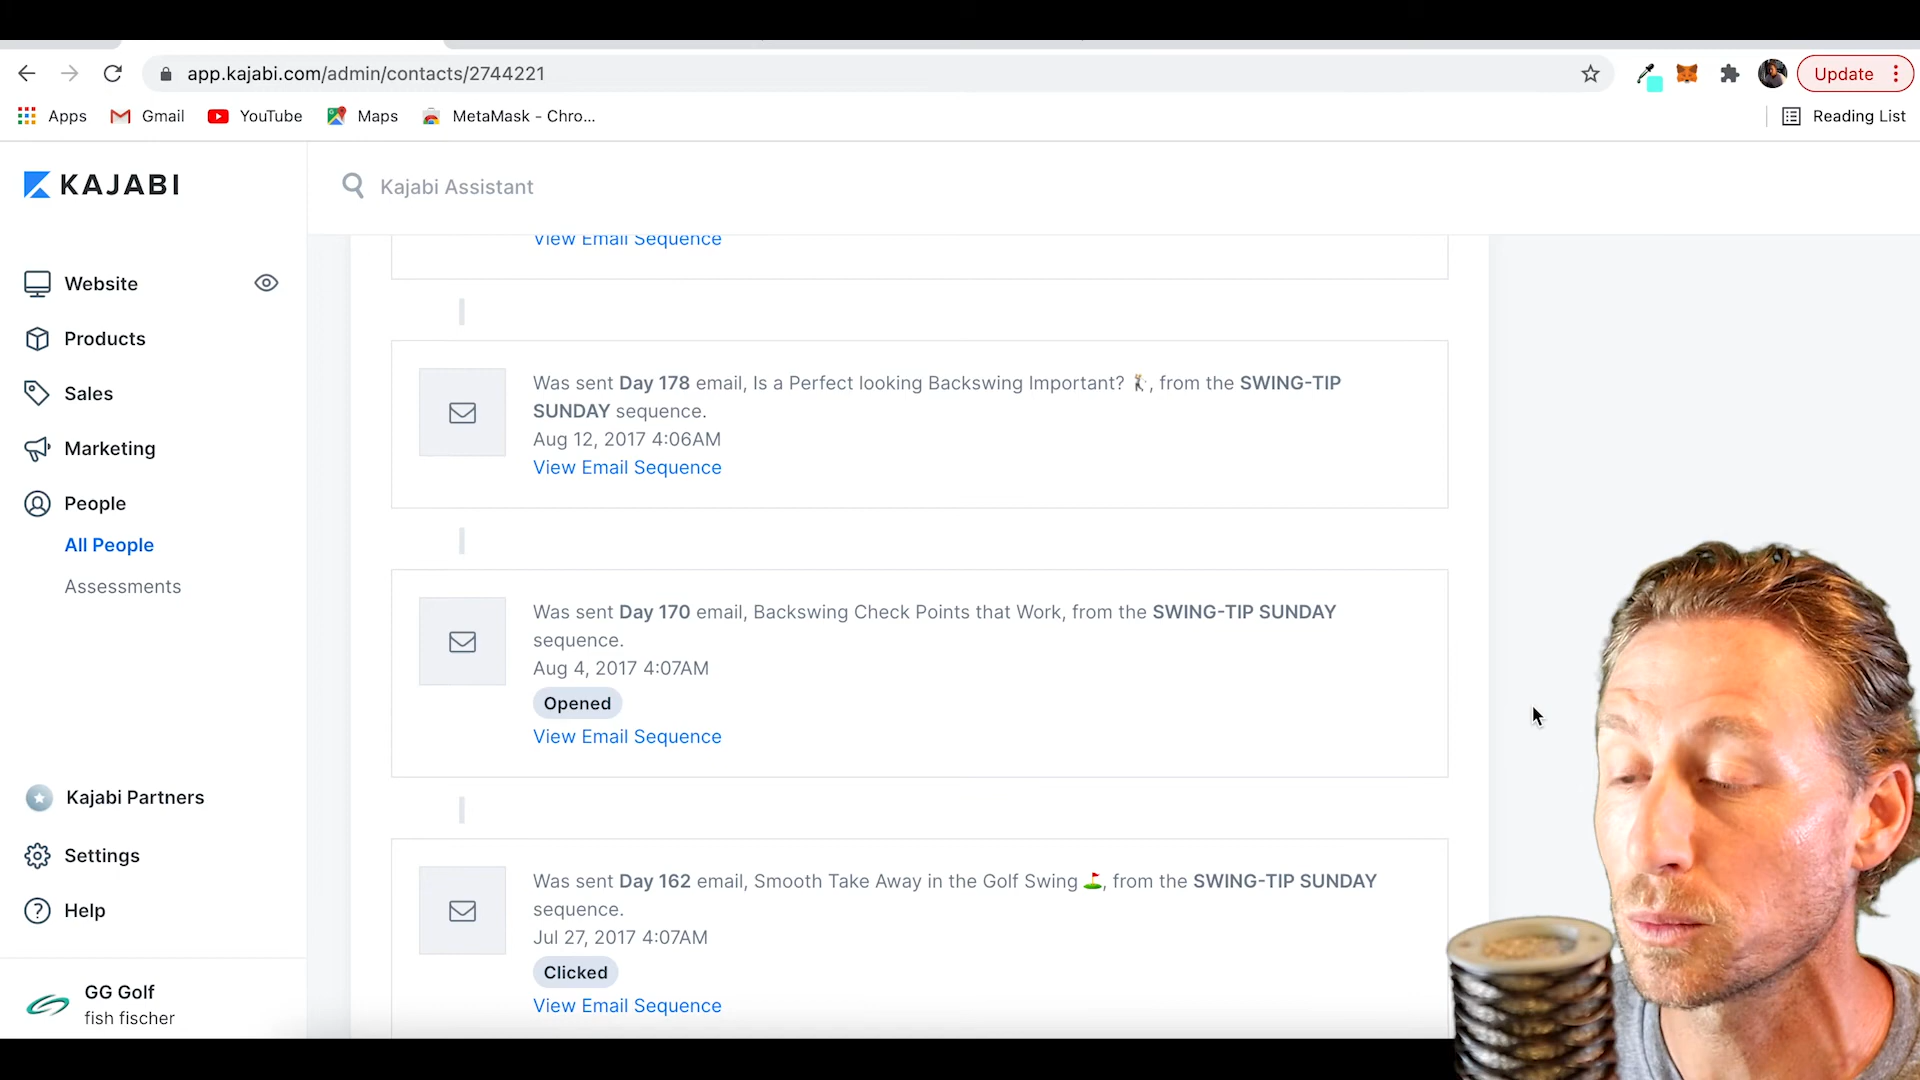 app.kajabi.com/admin/contacts/2744221
Update
Apps
Gmail
YouTube
Maps
MetaMask - Chro...
Reading List
KAJABI
Kajabi Assistant
Website
Products
Sales
Marketing
People
All People
Assessments
Kajabi Partners
Settings
Help
GG Golf
fish fischer
View Email Sequence
Was sent Day 178 email, Is a Perfect looking Backswing Important? 🏌, from the SWING-TIP
SUNDAY sequence.
Aug 12, 2017 4:06AM
View Email Sequence
Was sent Day 170 email, Backswing Check Points that Work, from the SWING-TIP SUNDAY
sequence.
Aug 4, 2017 4:07AM
Opened
View Email Sequence
Was sent Day 162 email, Smooth Take Away in the Golf Swing ⛳, from the SWING-TIP SUNDAY
sequence.
Jul 27, 2017 4:07AM
Clicked
View Email Sequence